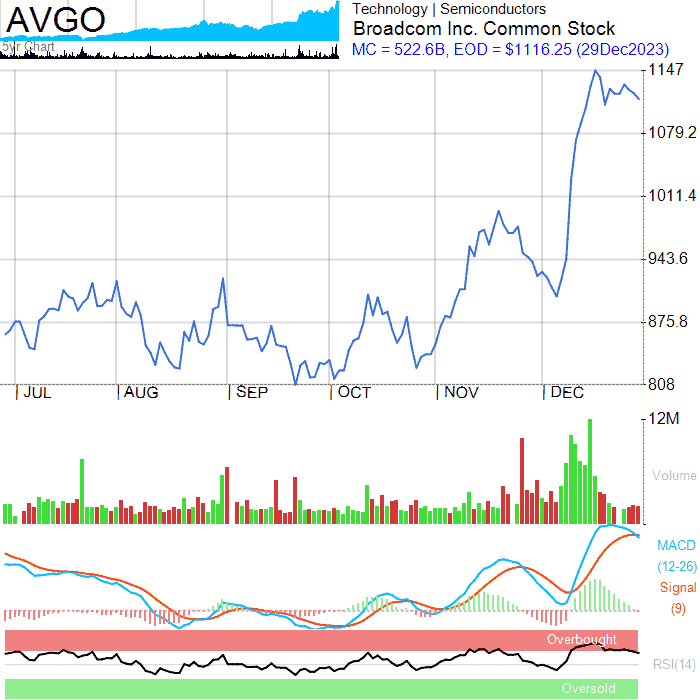 AVGO
5yr Chart
Technology | Semiconductors
Broadcom Inc. Common Stock
MC = 522.6B, EOD = $1116.25 (29Dec2023)
1147
1079.2
1011.4
943.6
875.8
808
JUL
AUG
SEP
OCT
NOV
DEC
12M
Volume
MACD
(12-26)
Signal
(9)
Overbought
RSI(14)
Oversold